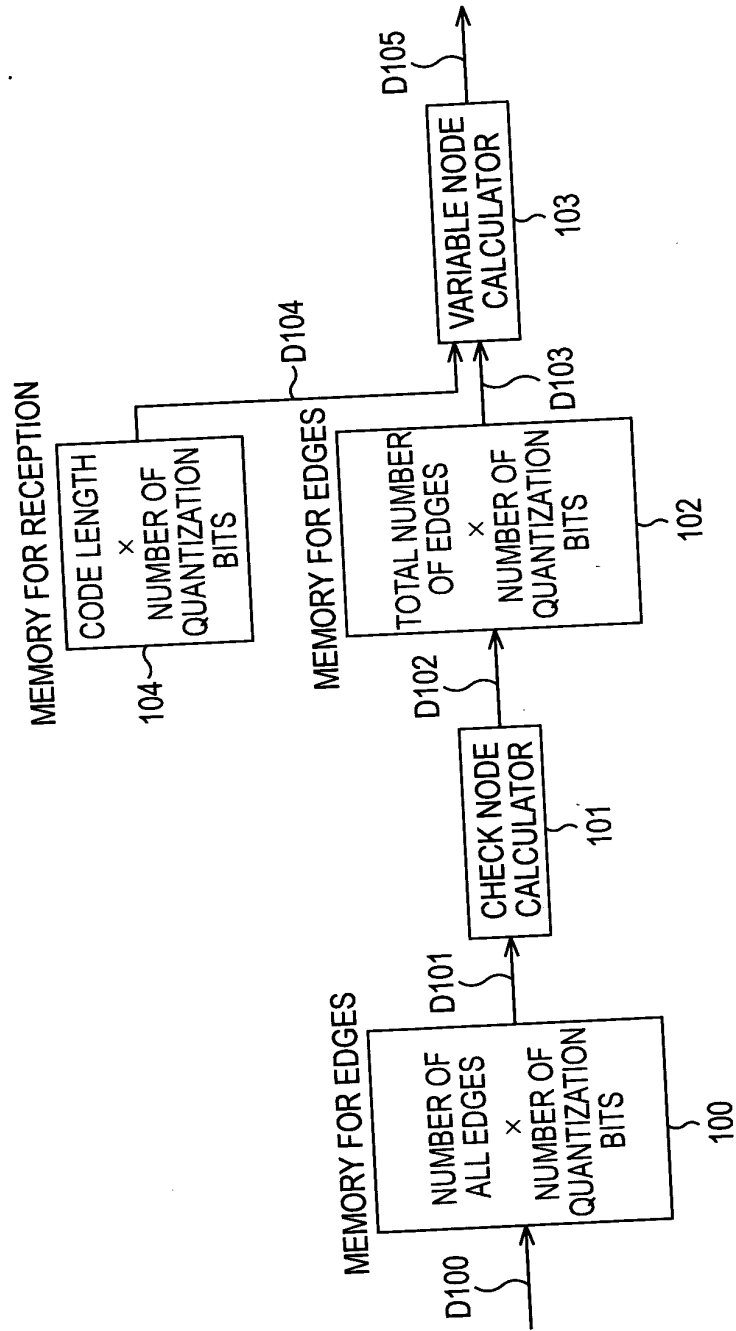 MEMORY FOR RECEPTION
CODE LENGTH
×
NUMBER OF
QUANTIZATION
BITS
104
D104
MEMORY FOR EDGES
NUMBER OF
ALL EDGES
×
NUMBER OF
QUANTIZATION
BITS
100
D100
D101
CHECK NODE
CALCULATOR
101
D102
MEMORY FOR EDGES
TOTAL NUMBER
OF EDGES
×
NUMBER OF
QUANTIZATION
BITS
102
D103
VARIABLE NODE
CALCULATOR
103
D105